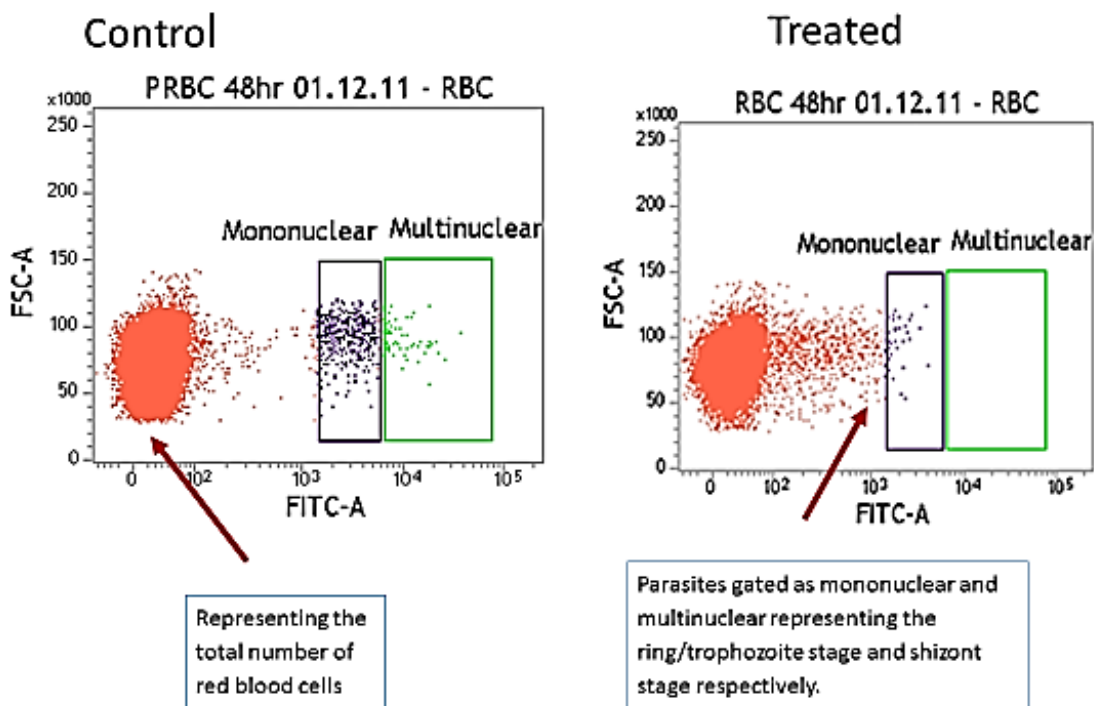 Control
PRBC 48hr 01.12.11 - RBC
x1000
250
200
150
100
50
0
FSC-A
Mononuclear
Multinuclear
0
10²
10³
10⁴
10⁵
FITC-A
Representing the
total number of
red blood cells
Treated
RBC 48hr 01.12.11 - RBC
x1000
250
200
150
100
50
0
FSC-A
Mononuclear
Multinuclear
0
10²
10³
10⁴
10⁵
FITC-A
Parasites gated as mononuclear and
multinuclear representing the
ring/trophozoite stage and shizont
stage respectively.